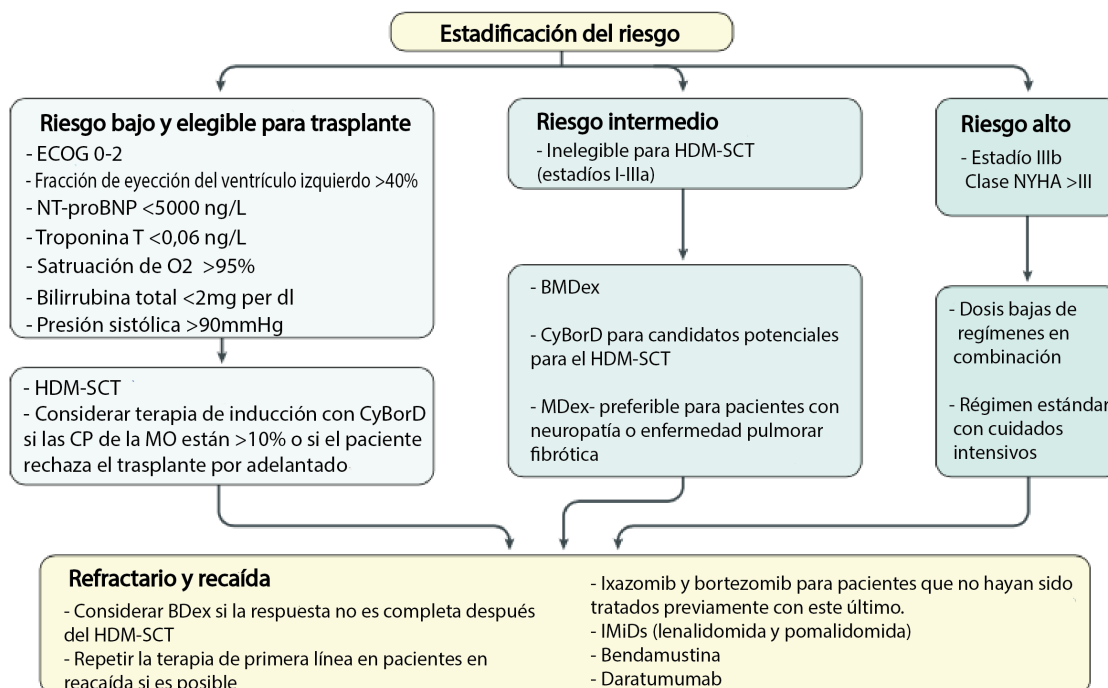 Estadificación del riesgo
Riesgo bajo y elegible para trasplante
- ECOG 0-2
- Fracción de eyección del ventrículo izquierdo >40%
- NT-proBNP <5000 ng/L
- Troponina T <0,06 ng/L
- Satruación de O2 >95%
- Bilirrubina total <2mg per dl
- Presión sistólica >90mmHg
- HDM-SCT
- Considerar terapia de inducción con CyBorD
si las CP de la MO están >10% o si el paciente
rechaza el trasplante por adelantado
Riesgo intermedio
- Inelegible para HDM-SCT
(estadíos I-IIIa)
- BMDex
- CyBorD para candidatos potenciales
para el HDM-SCT
- MDex- preferible para pacientes con
neuropatía o enfermedad pulmorar
fibrótica
Riesgo alto
- Estadío IIIb
Clase NYHA >III
- Dosis bajas de
regímenes en
combinación
- Régimen estándar
con cuidados
intensivos
Refractario y recaída
- Considerar BDex si la respuesta no es completa después
del HDM-SCT
- Repetir la terapia de primera línea en pacientes en
reacaída si es posible
- Ixazomib y bortezomib para pacientes que no hayan sido
tratados previamente con este último.
- IMiDs (lenalidomida y pomalidomida)
- Bendamustina
- Daratumumab